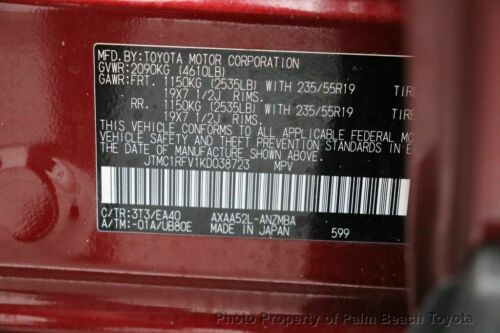 MFD.BY:TOYOTA MOTOR CORPORATION
GVWR:2090KG (4610LB)
GAWR:FRT. 1150KG (2535LB) WITH 235/55R19 TIRE
19X7 1/2J RIMS.
RR. 1150KG (2535LB) WITH 235/55R19 TIRE
19X7 1/2J RIMS.
THIS VEHICLE CONFORMS TO ALL APPLICABLE FEDERAL MO
VEHICLE SAFETY AND THEFT PREVENTION STANDARDS
THE DATE OF MANUFACTURE SHOWN ABOVE.
JTMC1RFV1KD038723 MPV
C/TR:3T3/EA40 AXAA52L-ANZMBA
A/TM:-01A/UB80E MADE IN JAPAN 599
Photo Property of Palm Beach Toyota